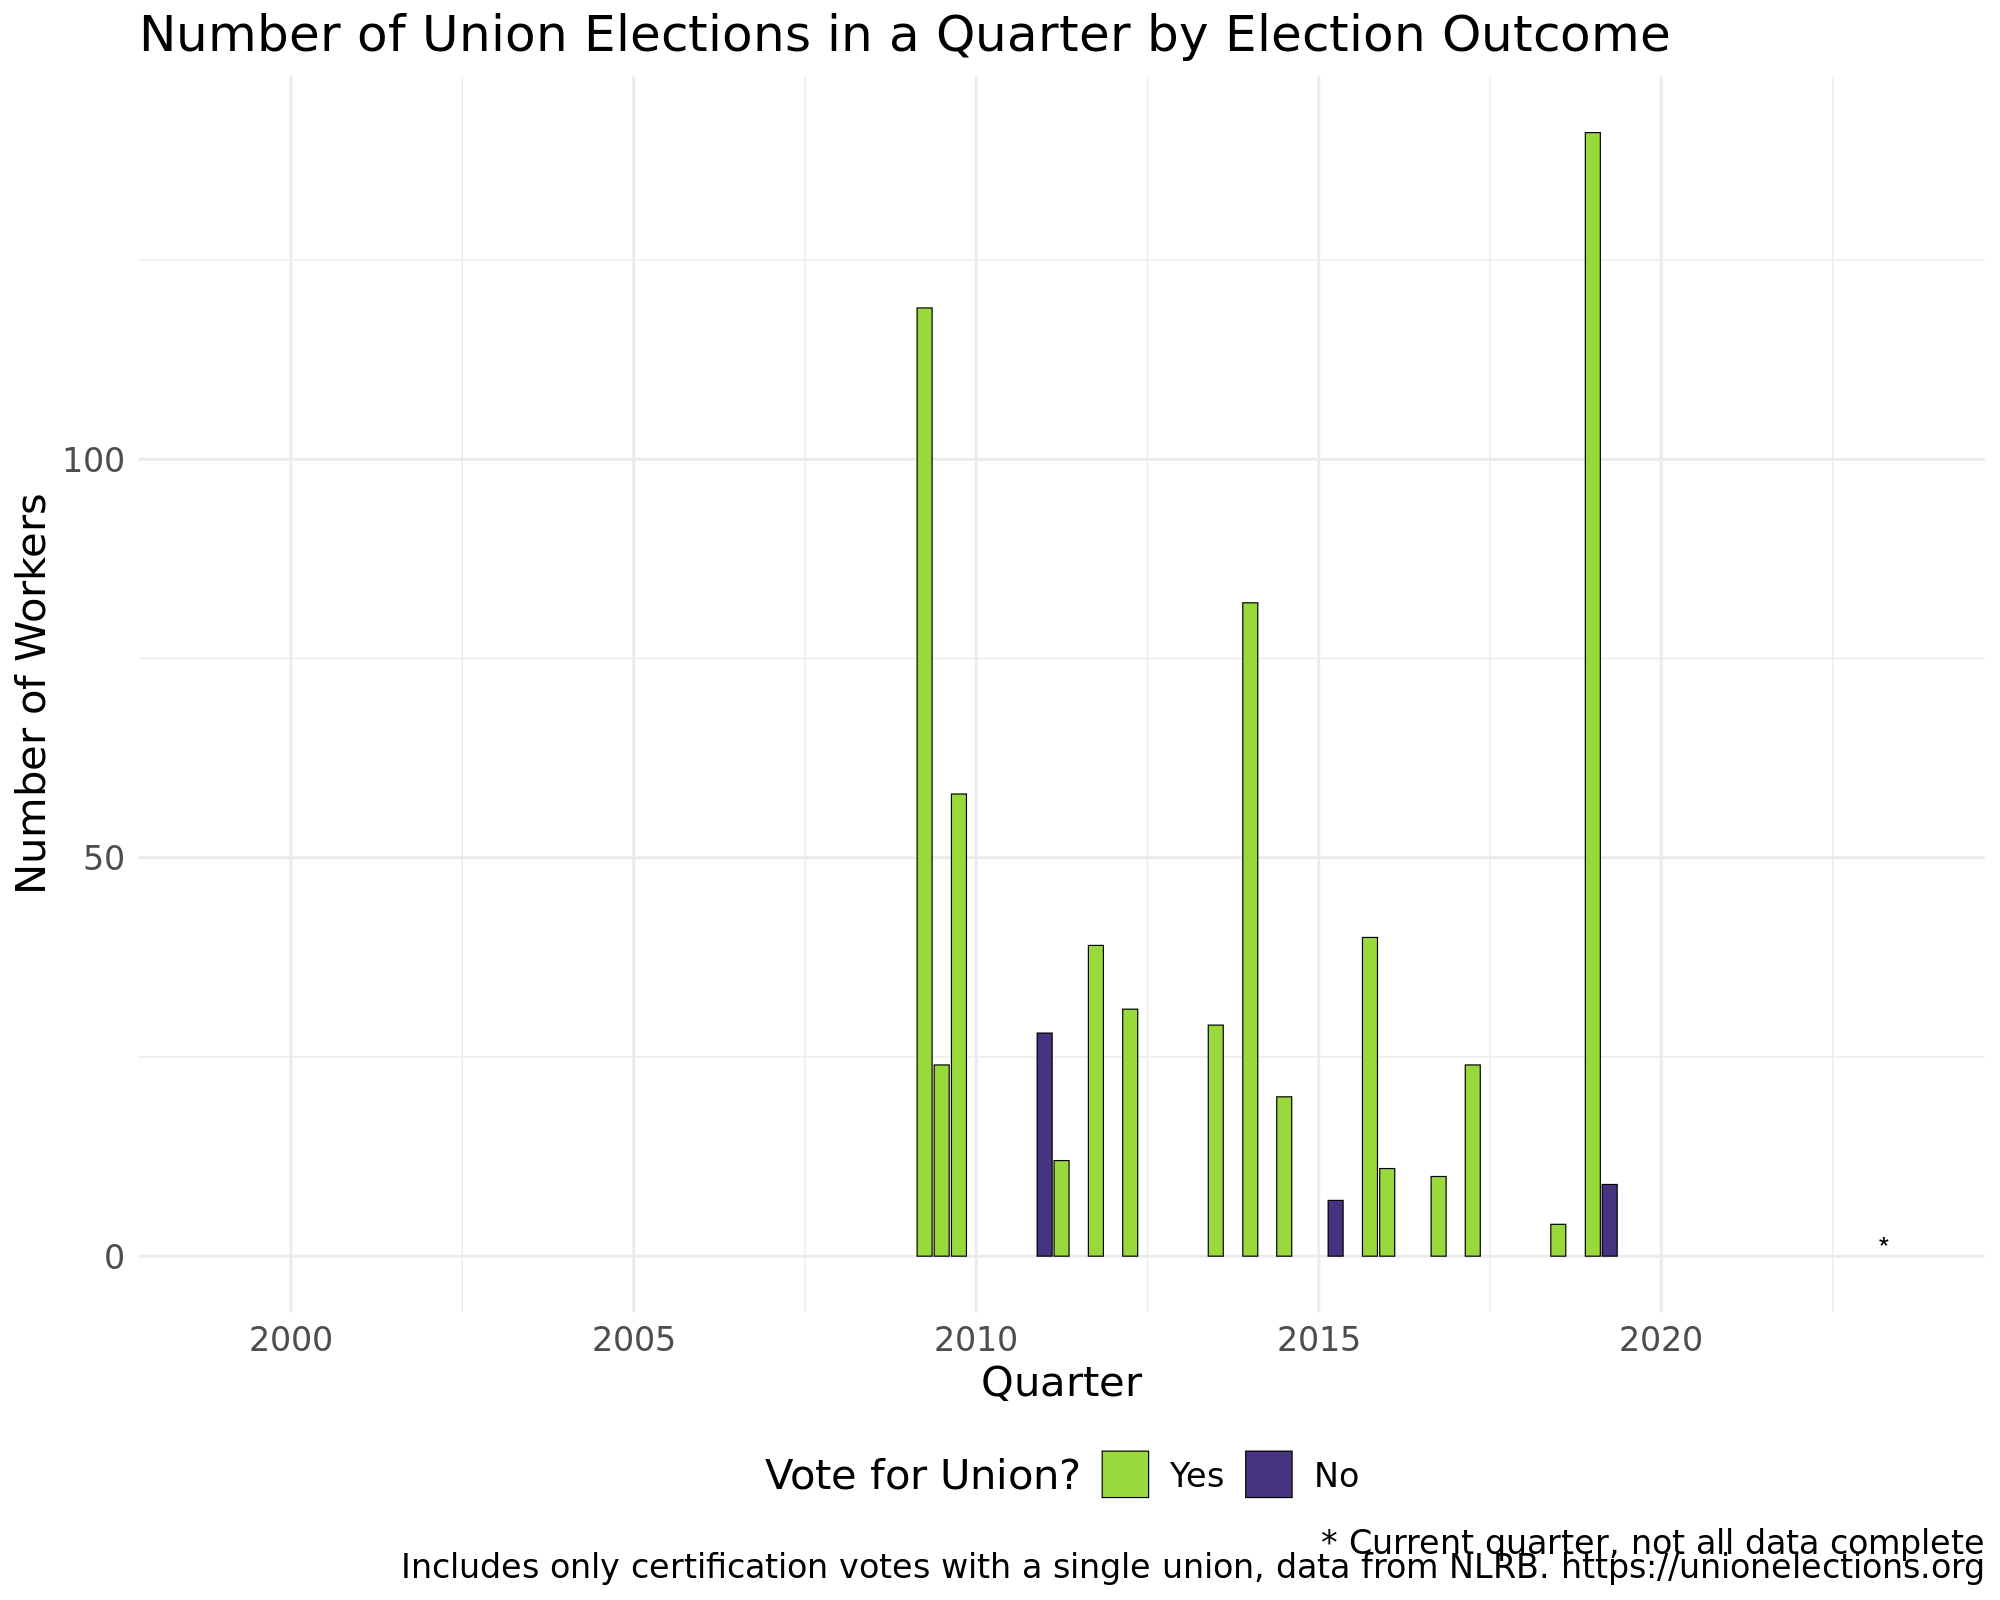 Number of Union Elections in a Quarter by Election Outcome
Number of Workers
100
50
0
*
2000 2005 2010 2015 2020
Quarter
Vote for Union? Yes No
* Current quarter, not all data complete
Includes only certification votes with a single union, data from NLRB. https://unionelections.org